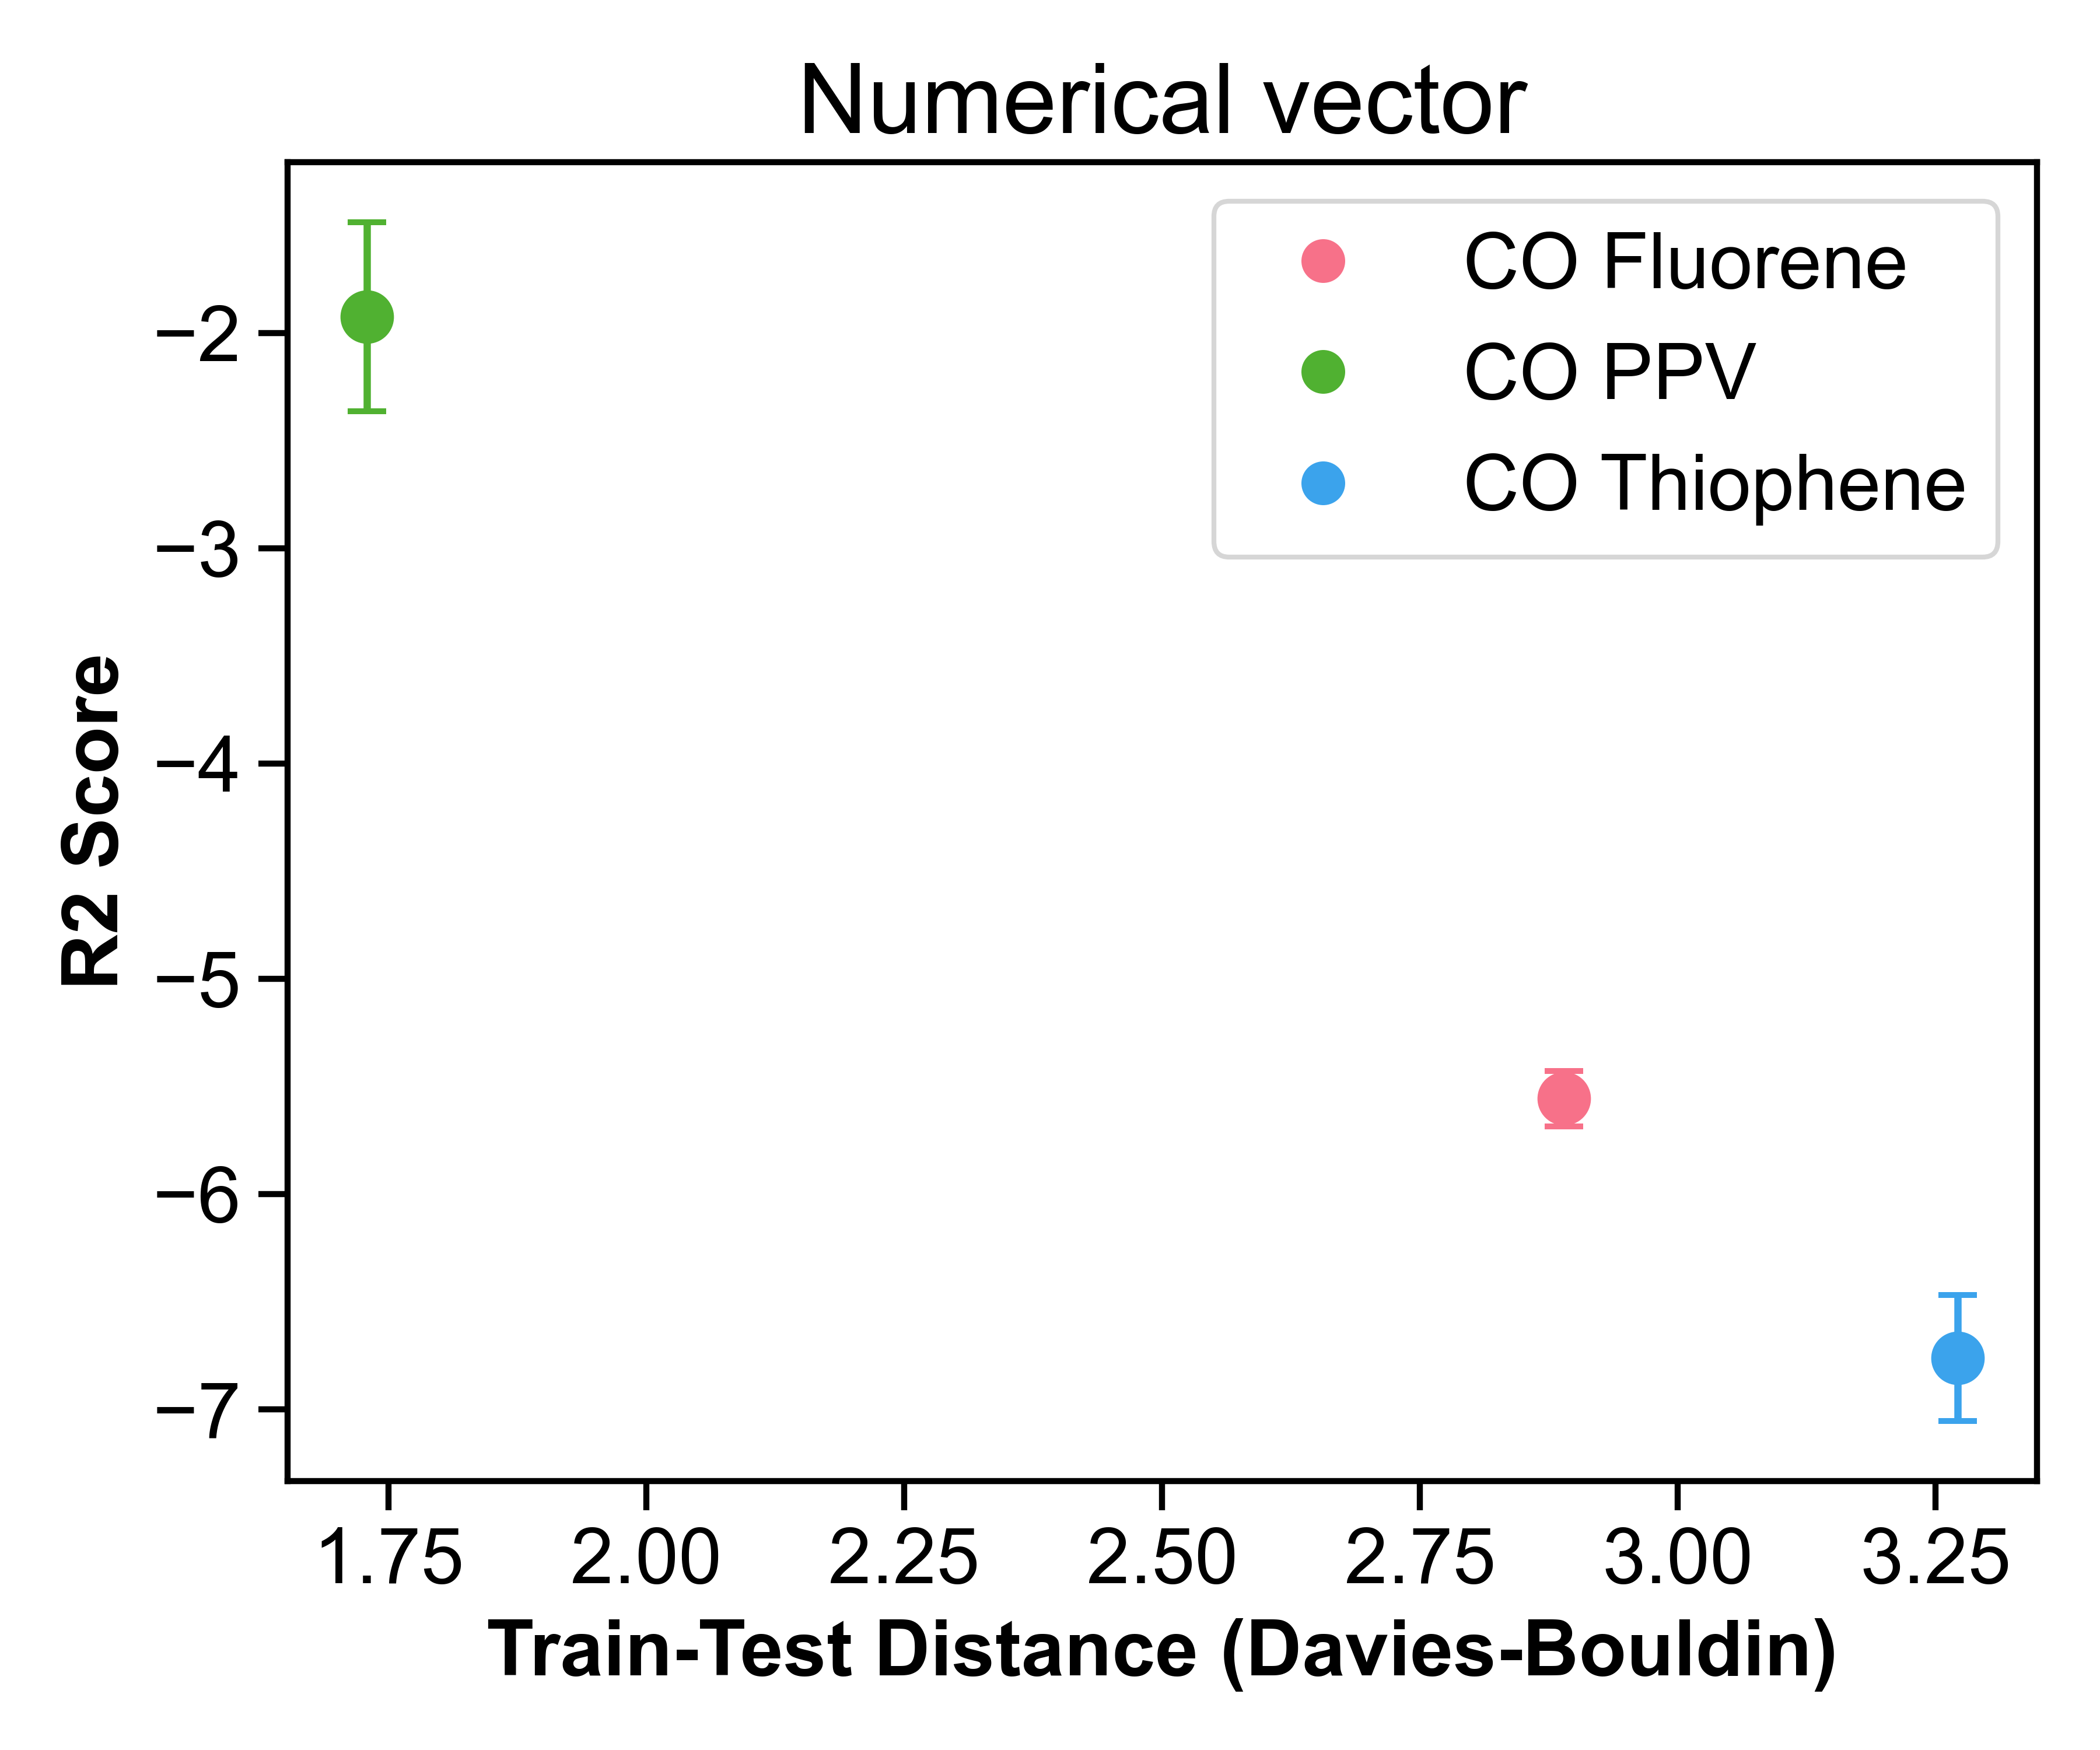 Numerical vector
CO Fluorene
CO PPV
CO Thiophene
R2 Score
−2
−3
−4
−5
−6
−7
1.75 2.00 2.25 2.50 2.75 3.00 3.25
Train-Test Distance (Davies-Bouldin)